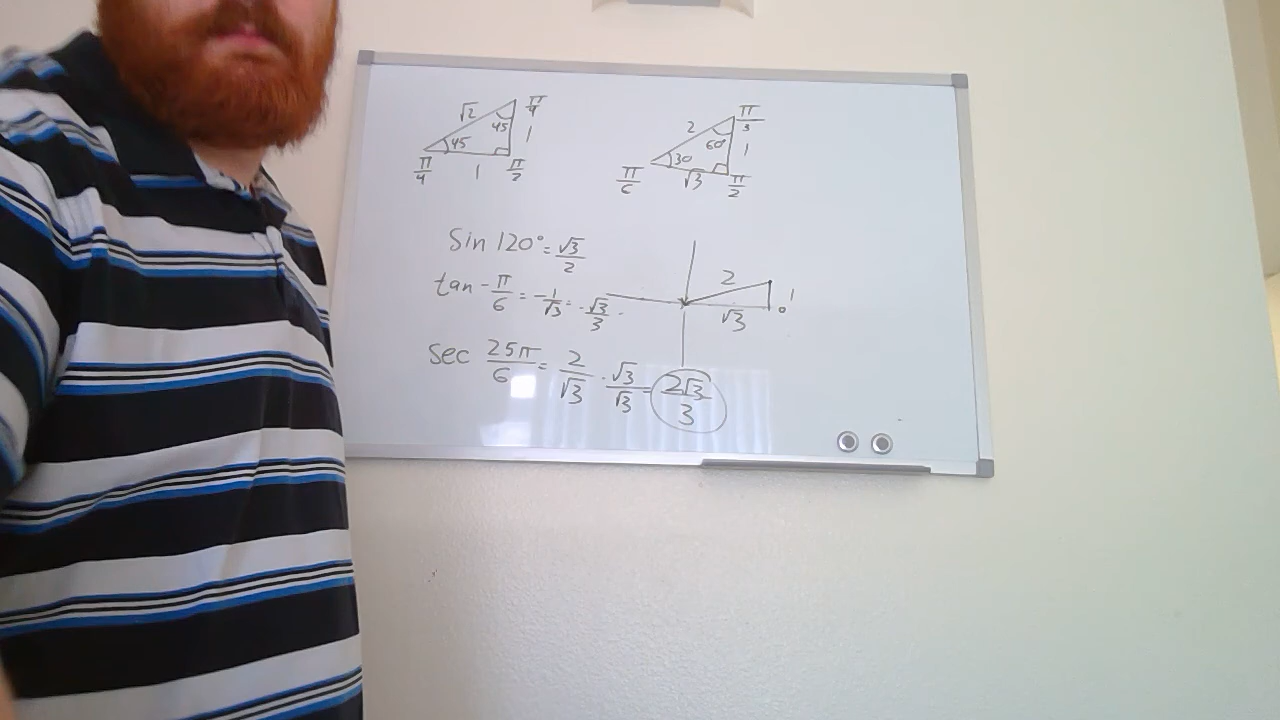 √2 π/4
45
45 1
π/4 1 π/2
2 π/3
60°
30 1
π/6 √3 π/2
Sin 120° = √3/2
tan -π/6 = -1/√3 = -√3/3
2
1
√3
sec 25π/6 = 2/√3 · √3/√3 = 2√3/3